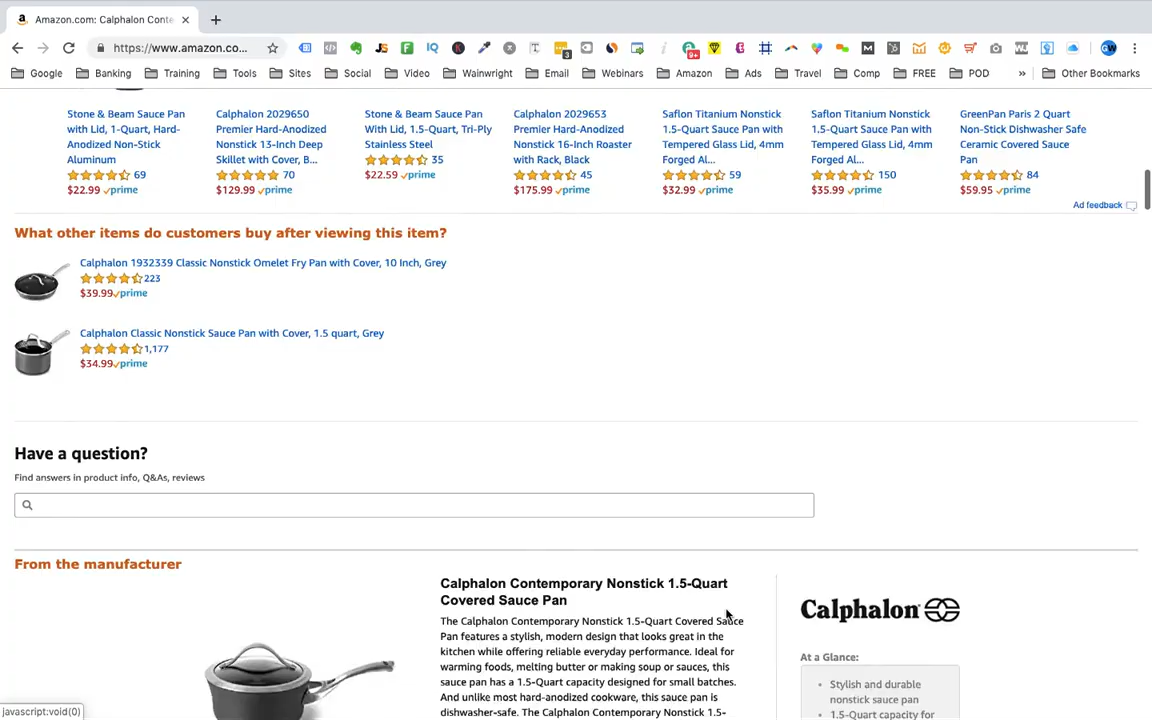 Amazon.com: Calphalon Conte
https://www.amazon.co...
Google Banking Training Tools Sites Social Video Wainwright Email Webinars Amazon Ads Travel Comp FREE POD » Other Bookmarks
Stone & Beam Sauce Pan
with Lid, 1-Quart, Hard-
Anodized Non-Stick
Aluminum
69
$22.99 prime
Calphalon 2029650
Premier Hard-Anodized
Nonstick 13-Inch Deep
Skillet with Cover, B...
70
$129.99 prime
Stone & Beam Sauce Pan
With Lid, 1.5-Quart, Tri-Ply
Stainless Steel
35
$22.59 prime
Calphalon 2029653
Premier Hard-Anodized
Nonstick 16-Inch Roaster
with Rack, Black
45
$175.99 prime
Saflon Titanium Nonstick
1.5-Quart Sauce Pan with
Tempered Glass Lid, 4mm
Forged Al...
59
$32.99 prime
Saflon Titanium Nonstick
1.5-Quart Sauce Pan with
Tempered Glass Lid, 4mm
Forged Al...
150
$35.99 prime
GreenPan Paris 2 Quart
Non-Stick Dishwasher Safe
Ceramic Covered Sauce
Pan
84
$59.95 prime
Ad feedback
What other items do customers buy after viewing this item?
Calphalon 1932339 Classic Nonstick Omelet Fry Pan with Cover, 10 Inch, Grey
223
$39.99 prime
Calphalon Classic Nonstick Sauce Pan with Cover, 1.5 quart, Grey
1,177
$34.99 prime
Have a question?
Find answers in product info, Q&As, reviews
From the manufacturer
Calphalon Contemporary Nonstick 1.5-Quart
Covered Sauce Pan
The Calphalon Contemporary Nonstick 1.5-Quart Covered Sauce
Pan features a stylish, modern design that looks great in the
kitchen while offering reliable everyday performance. Ideal for
warming foods, melting butter or making soup or sauces, this
sauce pan has a 1.5-Quart capacity designed for small batches.
And unlike most hard-anodized cookware, this sauce pan is
dishwasher-safe. The Calphalon Contemporary Nonstick 1.5-
Calphalon
At a Glance:
• Stylish and durable
nonstick sauce pan
• 1.5-Quart capacity for
javascript:void(0)